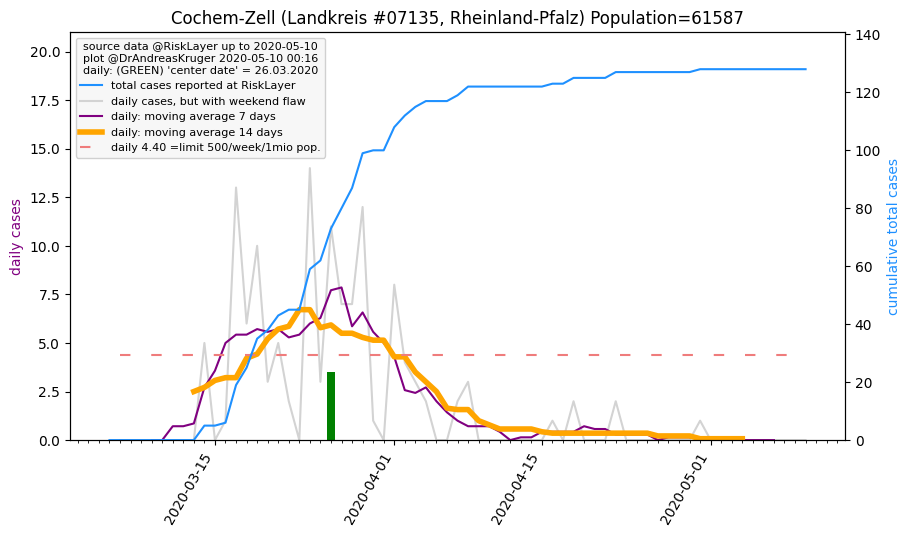 Cochem-Zell (Landkreis #07135, Rheinland-Pfalz) Population=61587
source data @RiskLayer up to 2020-05-10
plot @DrAndreasKruger 2020-05-10 00:16
daily: (GREEN) 'center date' = 26.03.2020
total cases reported at RiskLayer
daily cases, but with weekend flaw
daily: moving average 7 days
daily: moving average 14 days
daily 4.40 =limit 500/week/1mio pop.
daily cases
20.0
17.5
15.0
12.5
10.0
7.5
5.0
2.5
0.0
140
120
100
80
60
40
20
0
cumulative total cases
2020-03-15
2020-04-01
2020-04-15
2020-05-01